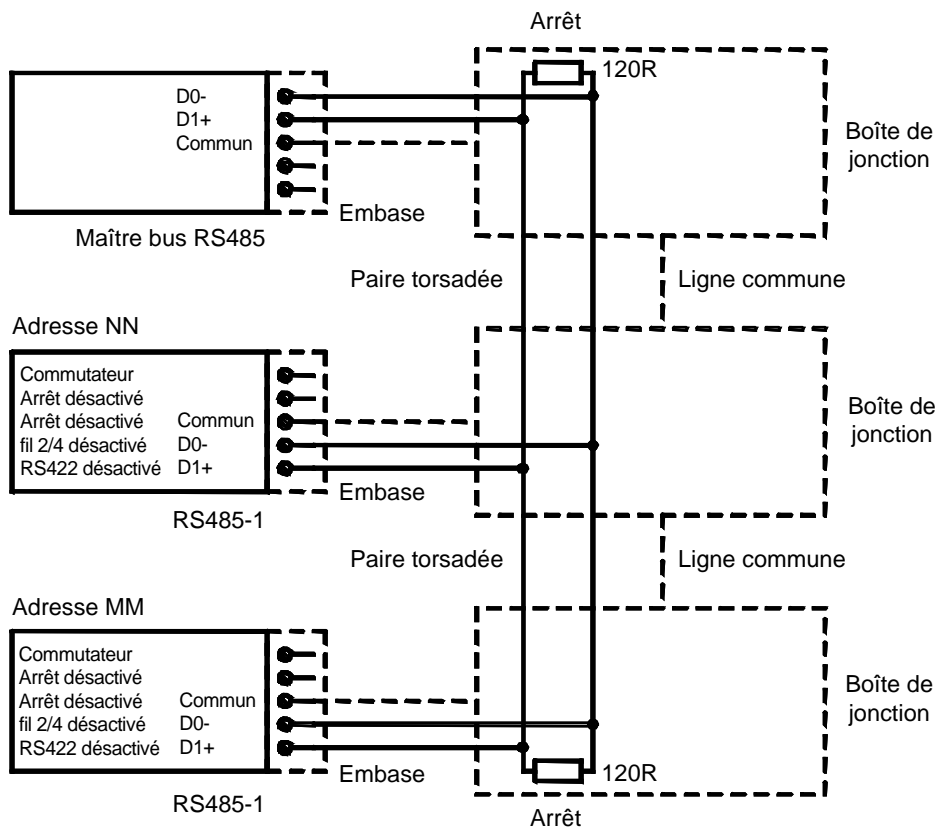 Arrêt
120R
D0-
D1+
Commun
Boîte de
jonction
Embase
Maître bus RS485
Paire torsadée
Ligne commune
Adresse NN
Commutateur
Arrêt désactivé
Arrêt désactivé Commun
fil 2/4 désactivé D0-
RS422 désactivé D1+
Boîte de
jonction
Embase
RS485-1
Paire torsadée
Ligne commune
Adresse MM
Commutateur
Arrêt désactivé
Arrêt désactivé Commun
fil 2/4 désactivé D0-
RS422 désactivé D1+
Boîte de
jonction
Embase
120R
RS485-1
Arrêt